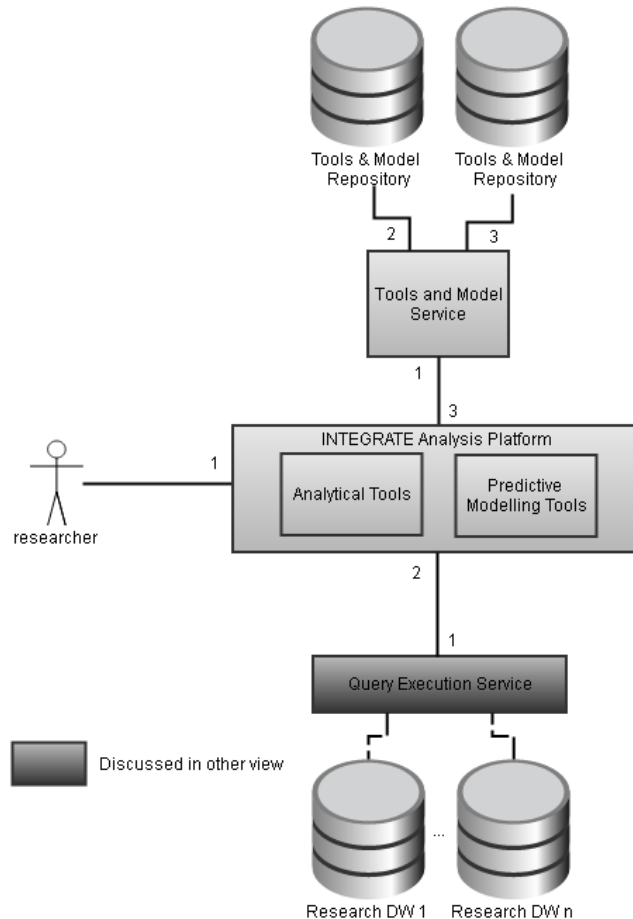 Tools & Model
Repository
Tools & Model
Repository
2
3
Tools and Model
Service
1
3
INTEGRATE Analysis Platform
Analytical Tools
Predictive
Modelling Tools
1
researcher
2
1
Query Execution Service
Discussed in other view
...
Research DW 1
Research DW n